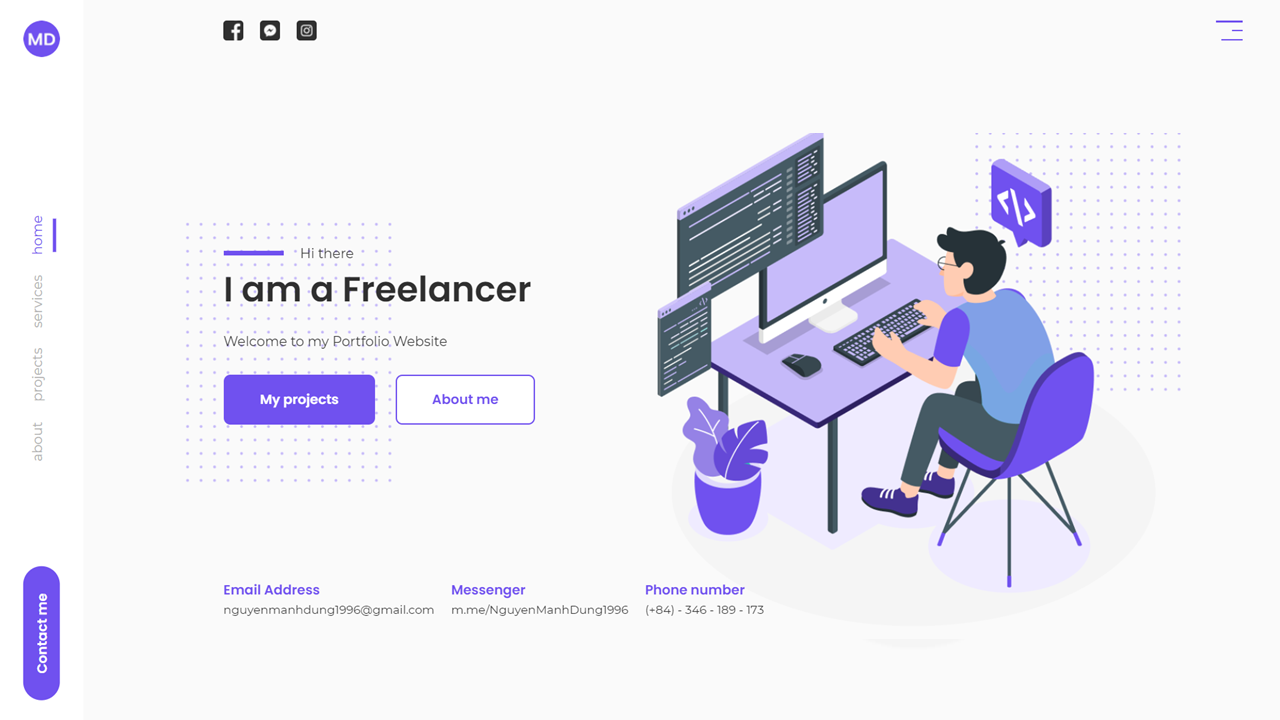 MD
home
services
projects
about
Contact me
Hi there
I am a Freelancer
Welcome to my Portfolio Website
My projects
About me
Email Address
nguyenmanhdung1996@gmail.com
Messenger
m.me/NguyenManhDung1996
Phone number
(+84) - 346 - 189 - 173